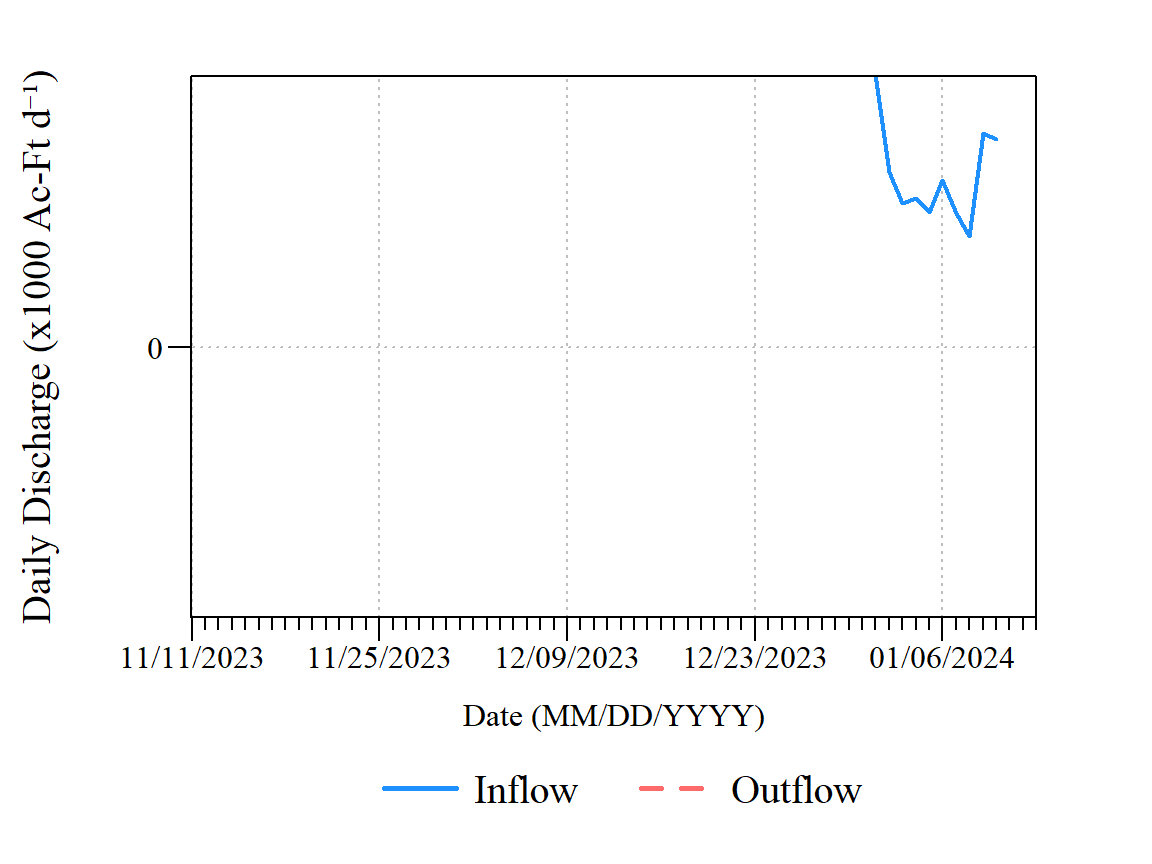 Daily Discharge (x1000 Ac-Ft d⁻¹)
0
11/11/2023 11/25/2023 12/09/2023 12/23/2023 01/06/2024
Date (MM/DD/YYYY)
Inflow Outflow